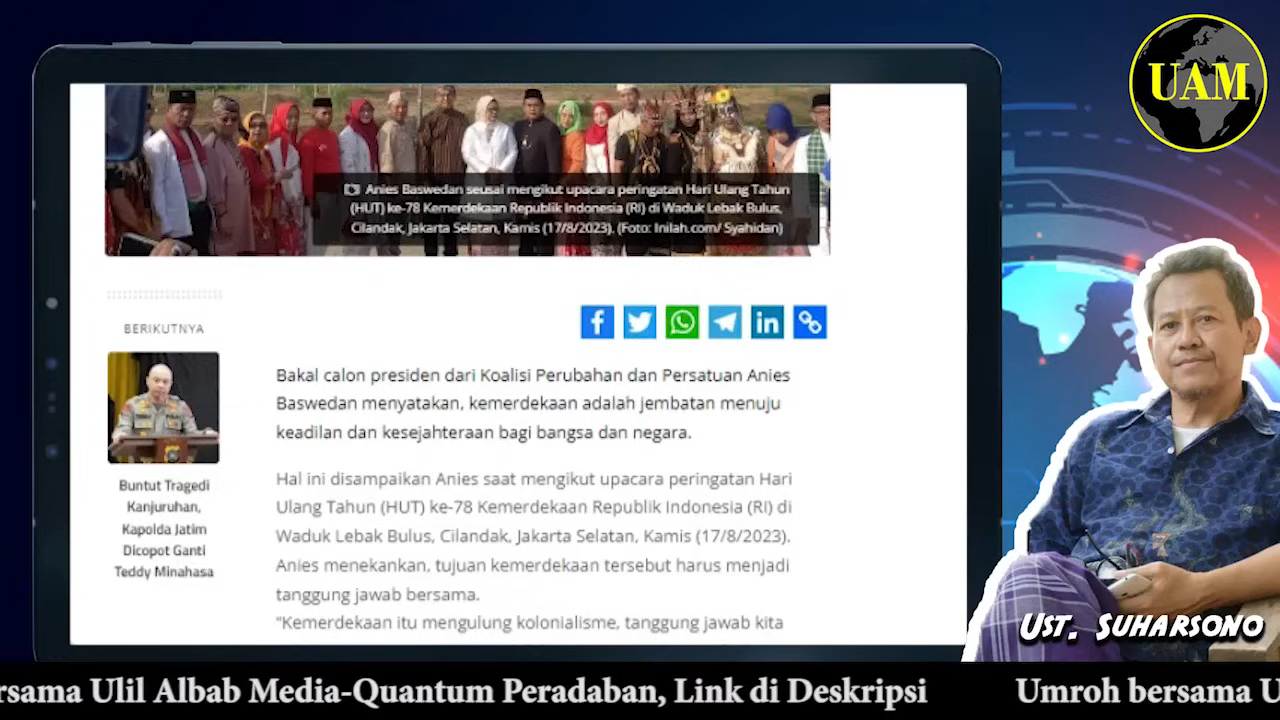 UAM
Anies Baswedan seusai mengikut upacara peringatan Hari Ulang Tahun
(HUT) ke-78 Kemerdekaan Republik Indonesia (RI) di Waduk Lebak Bulus,
Cilandak, Jakarta Selatan, Kamis (17/8/2023). (Foto: Inilah.com/ Syahidan)
BERIKUTNYA
Buntut Tragedi
Kanjuruhan,
Kapolda Jatim
Dicopot Ganti
Teddy Minahasa
Bakal calon presiden dari Koalisi Perubahan dan Persatuan Anies
Baswedan menyatakan, kemerdekaan adalah jembatan menuju
keadilan dan kesejahteraan bagi bangsa dan negara.
Hal ini disampaikan Anies saat mengikut upacara peringatan Hari
Ulang Tahun (HUT) ke-78 Kemerdekaan Republik Indonesia (RI) di
Waduk Lebak Bulus, Cilandak, Jakarta Selatan, Kamis (17/8/2023).
Anies menekankan, tujuan kemerdekaan tersebut harus menjadi
tanggung jawab bersama.
"Kemerdekaan itu mengulung kolonialisme, tanggung jawab kita
UST. SUHARSONO
rsama Ulil Albab Media-Quantum Peradaban, Link di Deskripsi
Umroh bersama U